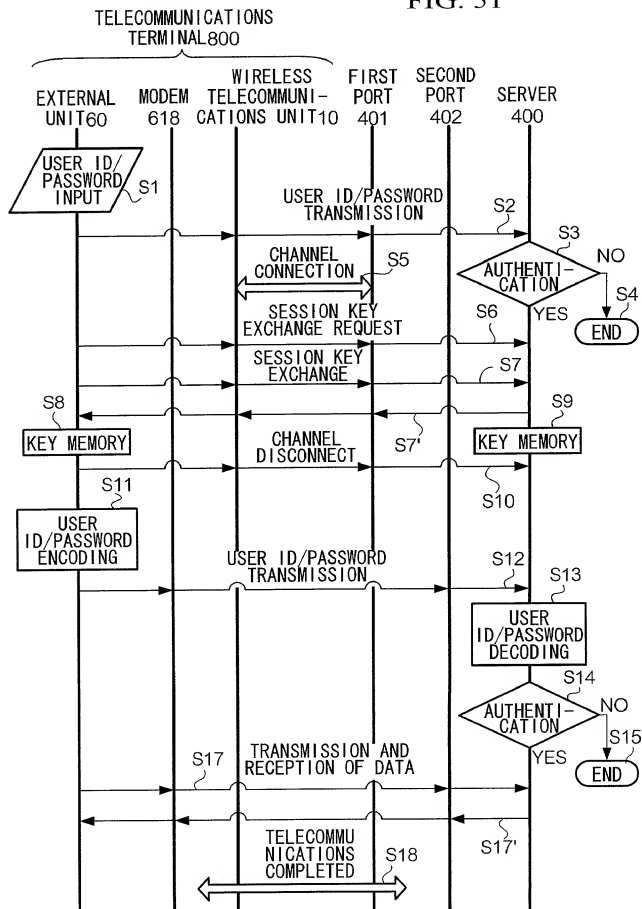 FIG. 31
TELECOMMUNICATIONS
TERMINAL800
EXTERNAL
UNIT60
MODEM
618
WIRELESS
TELECOMMUNI-
CATIONS UNIT10
FIRST
PORT
401
SECOND
PORT
402
SERVER
400
USER ID/
PASSWORD
INPUT
S1
USER ID/PASSWORD
TRANSMISSION
S2
S3
AUTHENTI-
CATION
NO
S4
END
YES
CHANNEL
CONNECTION
S5
SESSION KEY
EXCHANGE REQUEST
S6
SESSION KEY
EXCHANGE
S7
S7'
S8
KEY MEMORY
S9
KEY MEMORY
CHANNEL
DISCONNECT
S10
S11
USER
ID/PASSWORD
ENCODING
USER ID/PASSWORD
TRANSMISSION
S12
S13
USER
ID/PASSWORD
DECODING
S14
AUTHENTI-
CATION
NO
S15
END
YES
S17
TRANSMISSION AND
RECEPTION OF DATA
S17'
TELECOMMU
NICATIONS
COMPLETED
S18